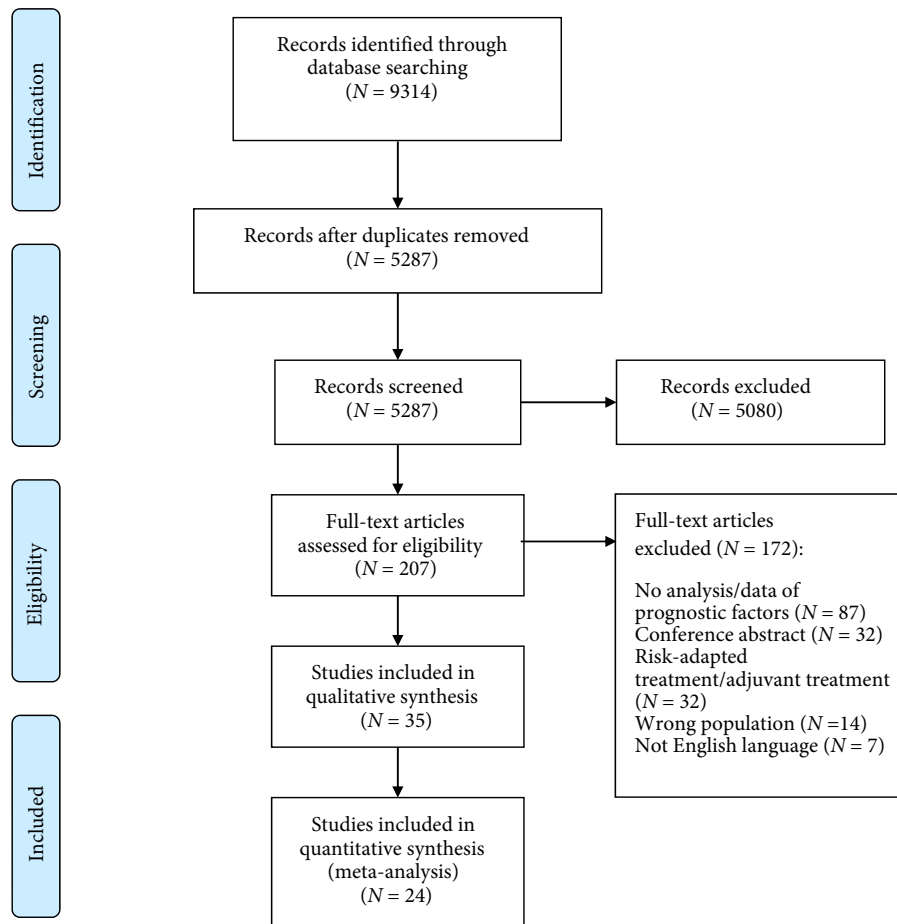 Identification
Records identified through
database searching
(N = 9314)
Records after duplicates removed
(N = 5287)
Screening
Records screened
(N = 5287)
Records excluded
(N = 5080)
Eligibility
Full-text articles
assessed for eligibility
(N = 207)
Full-text articles
excluded (N = 172):
No analysis/data of
prognostic factors (N = 87)
Conference abstract (N = 32)
Risk-adapted
treatment/adjuvant treatment
(N = 32)
Wrong population (N =14)
Not English language (N = 7)
Studies included in
qualitative synthesis
(N = 35)
Included
Studies included in
quantitative synthesis
(meta-analysis)
(N = 24)